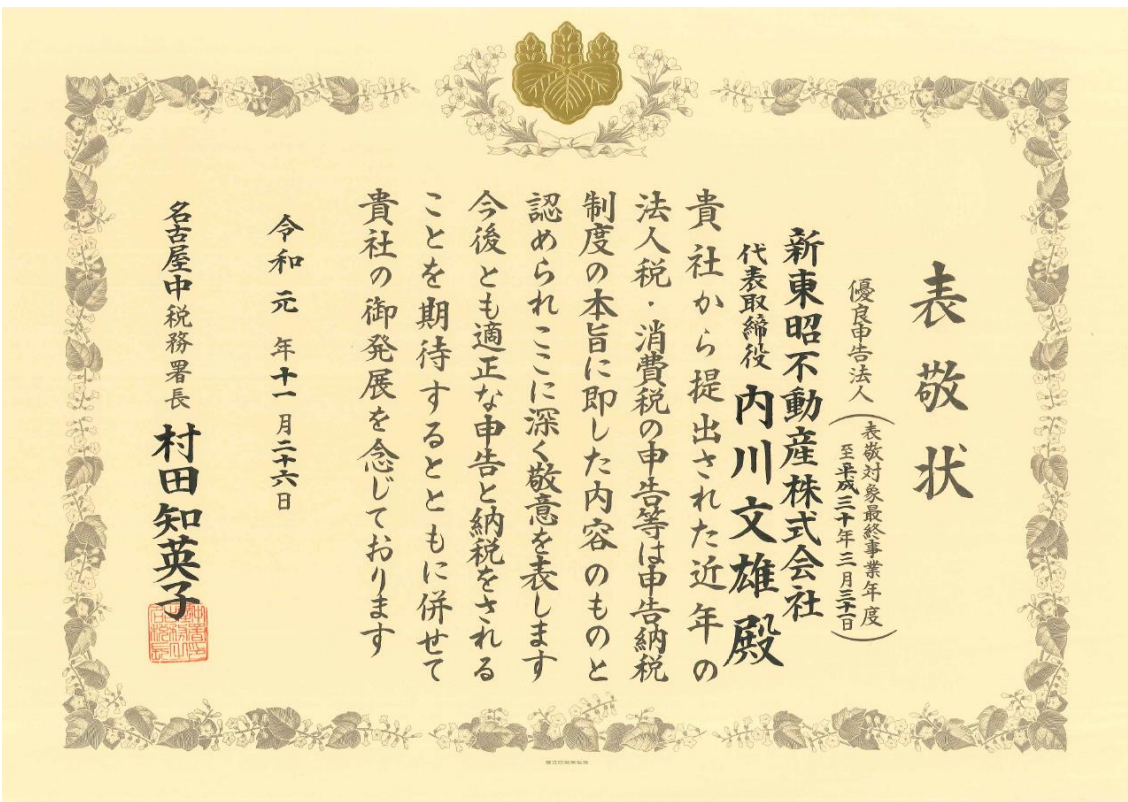 表敬状
優良申告法人
(表敬対象最終事業年度
至平成三十年三月三十一日)
新東昭不動産株式会社
代表取締役 内川文雄殿
貴社から提出された近年の
法人税・消費税の申告等は申告納税
制度の本旨に即した内容のものと
認められここに深く敬意を表します
今後とも適正な申告と納税をされる
ことを期待するとともに併せて
貴社の御発展を念じております
令和元年十一月二十六日
名古屋中税務署長 村田知英子